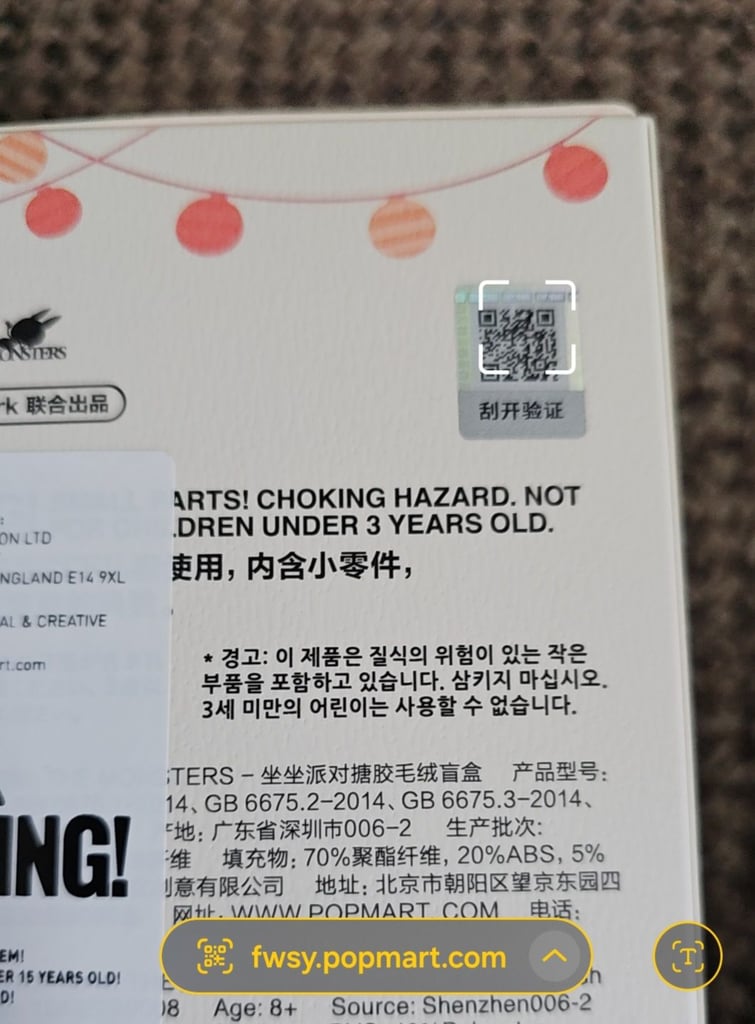 ONSTERS
rk 联合出品
刮开验证
ARTS! CHOKING HAZARD. NOT
LDREN UNDER 3 YEARS OLD.
使用，内含小零件，
ON LTD
NGLAND E14 9XL
AL & CREATIVE
rt.com
* 경고: 이 제품은 질식의 위험이 있는 작은
부품을 포함하고 있습니다. 삼키지 마십시오.
3세 미만의 어린이는 사용할 수 없습니다.
STERS – 坐坐派对搪胶毛绒盲盒 产品型号:
14、GB 6675.2–2014、GB 6675.3–2014、
地: 广东省深圳市006–2 生产批次:
纤维 填充物: 70%聚酯纤维, 20%ABS, 5%
创意有限公司 地址: 北京市朝阳区望京东园四
网址: WWW.POPMART.COM 电话:
ING!
EM!
ER 15 YEARS OLD!
D!
fwsy.popmart.com
T
08 Age: 8+ Source: Shenzhen006-2